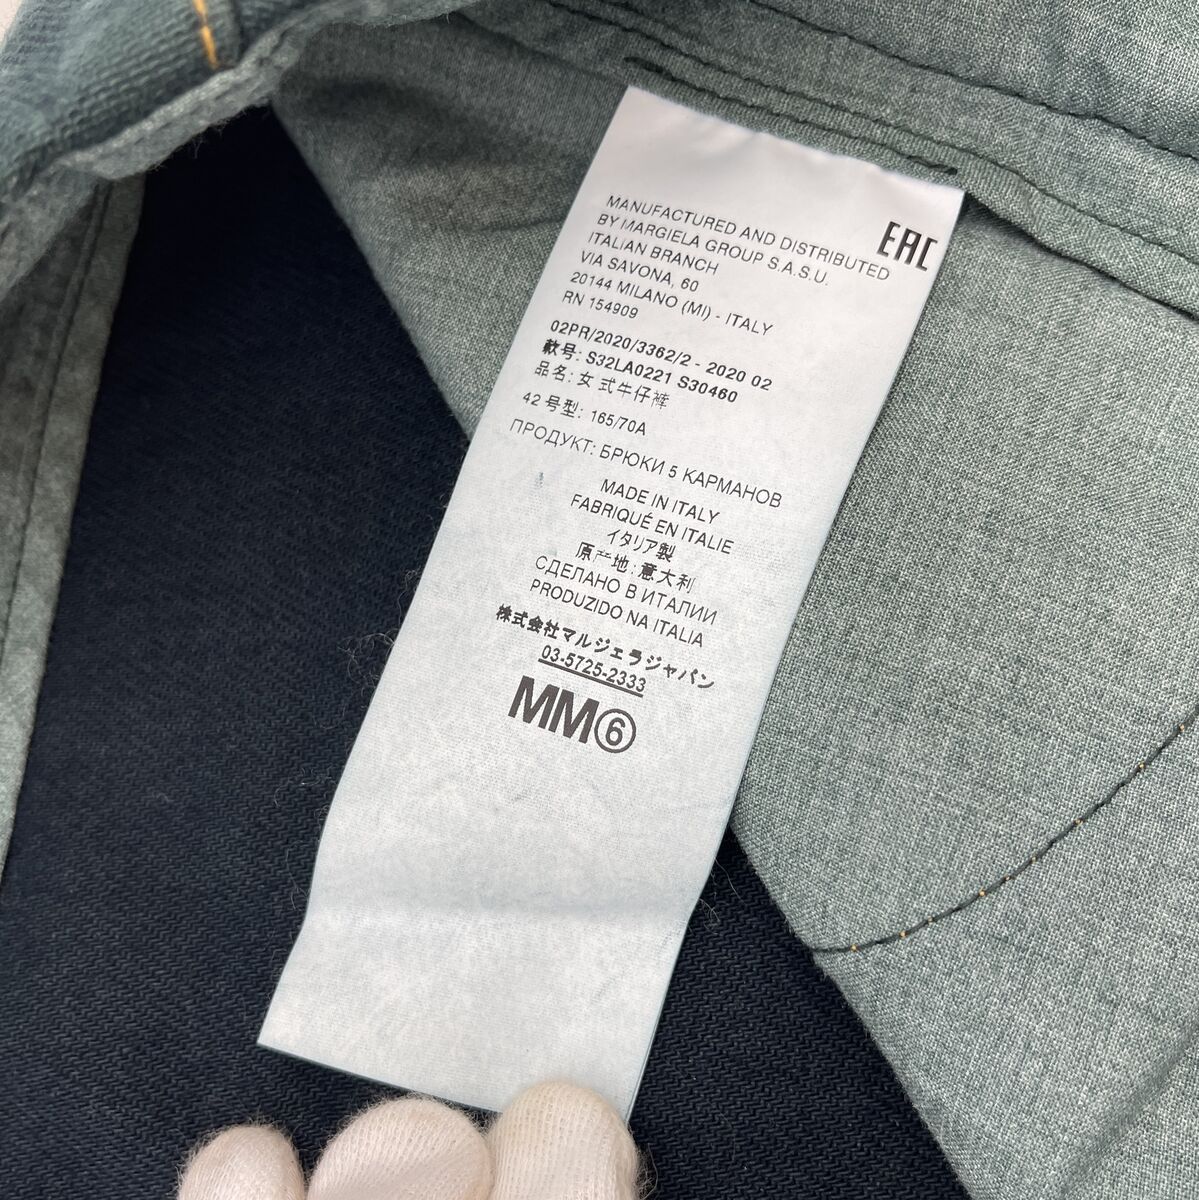 MANUFACTURED AND DISTRIBUTED
BY MARGIELA GROUP S.A.S.U.
ITALIAN BRANCH
VIA SAVONA, 60
20144 MILANO (MI) - ITALY
RN 154909
EAC
02PR/2020/3362/2 - 2020 02
款号: S32LA0221 S30460
品名: 女式牛仔裤
42 号型: 165/70A
ПРОДУКТ: БРЮКИ 5 КАРМАНОВ
MADE IN ITALY
FABRIQUÉ EN ITALIE
イタリア製
原产地: 意大利
СДЕЛАНО В ИТАЛИИ
PRODUZIDO NA ITALIA
株式会社マルジェラジャパン
03-5725-2333
MM⑥